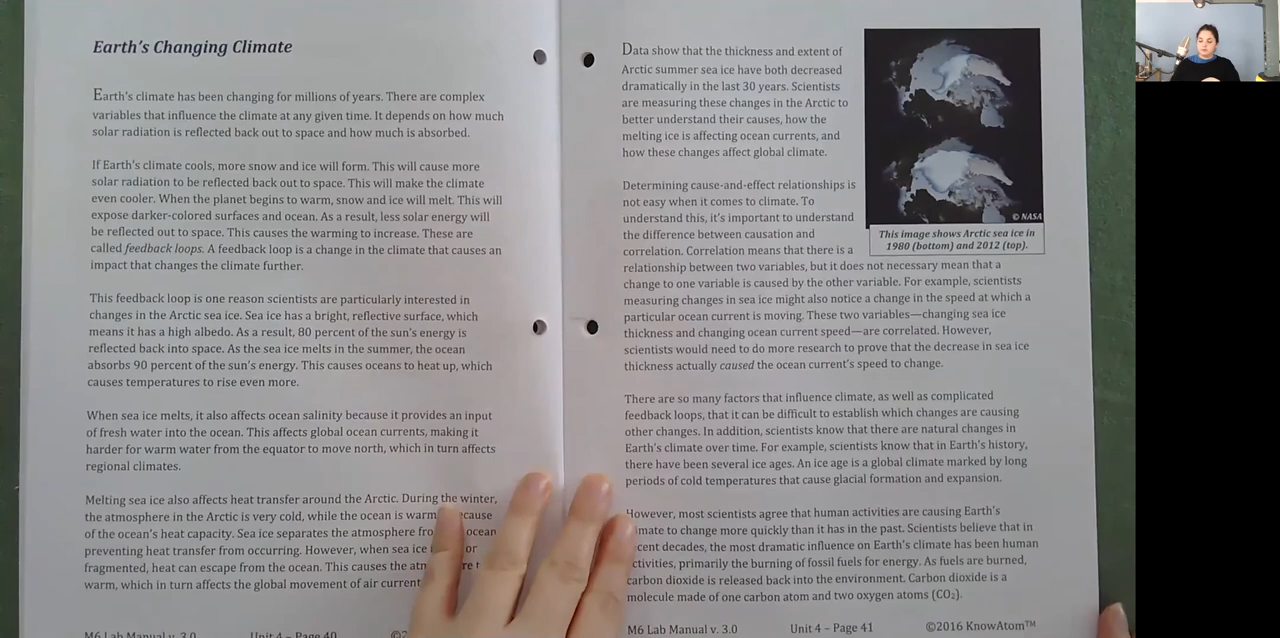 Earth's Changing Climate
Earth's climate has been changing for millions of years. There are complex
variables that influence the climate at any given time. It depends on how much
solar radiation is reflected back out to space and how much is absorbed.
If Earth's climate cools, more snow and ice will form. This will cause more
solar radiation to be reflected back out to space. This will make the climate
even cooler. When the planet begins to warm, snow and ice will melt. This will
expose darker-colored surfaces and ocean. As a result, less solar energy will
be reflected out to space. This causes the warming to increase. These are
called feedback loops. A feedback loop is a change in the climate that causes an
impact that changes the climate further.
This feedback loop is one reason scientists are particularly interested in
changes in the Arctic sea ice. Sea ice has a bright, reflective surface, which
means it has a high albedo. As a result, 80 percent of the sun's energy is
reflected back into space. As the sea ice melts in the summer, the ocean
absorbs 90 percent of the sun's energy. This causes oceans to heat up, which
causes temperatures to rise even more.
When sea ice melts, it also affects ocean salinity because it provides an input
of fresh water into the ocean. This affects global ocean currents, making it
harder for warm water from the equator to move north, which in turn affects
regional climates.
Melting sea ice also affects heat transfer around the Arctic. During the winter,
the atmosphere in the Arctic is very cold, while the ocean is warm
of the ocean's heat capacity. Sea ice separates the atmosphere ocean
preventing heat transfer from occurring. However, when sea ice or
fragmented, heat can escape from the ocean. This causes the
warm, which in turn affects the global movement of air
M6 Lab Manual v. 3.0 Unit 4 – Page 40
Data show that the thickness and extent of
Arctic summer sea ice have both decreased
dramatically in the last 30 years. Scientists
are measuring these changes in the Arctic to
better understand their causes, how the
melting ice is affecting ocean currents, and
how these changes affect global climate.
© NASA
This image shows Arctic sea ice in
1980 (bottom) and 2012 (top).
Determining cause-and-effect relationships is
not easy when it comes to climate. To
understand this, it's important to understand
the difference between causation and
correlation. Correlation means that there is a
relationship between two variables, but it does not necessary mean that a
change to one variable is caused by the other variable. For example, scientists
measuring changes in sea ice might also notice a change in the speed at which a
particular ocean current is moving. These two variables—changing sea ice
thickness and changing ocean current speed—are correlated. However,
scientists would need to do more research to prove that the decrease in sea ice
thickness actually caused the ocean current's speed to change.
There are so many factors that influence climate, as well as complicated
feedback loops, that it can be difficult to establish which changes are causing
other changes. In addition, scientists know that there are natural changes in
Earth's climate over time. For example, scientists know that in Earth's history,
there have been several ice ages. An ice age is a global climate marked by long
periods of cold temperatures that cause glacial formation and expansion.
However, most scientists agree that human activities are causing Earth's
to change more quickly than it has in the past. Scientists believe that in
decades, the most dramatic influence on Earth's climate has been human
primarily the burning of fossil fuels for energy. As fuels are burned,
carbon dioxide is released back into the environment. Carbon dioxide is a
molecule made of one carbon atom and two oxygen atoms (CO₂).
M6 Lab Manual v. 3.0 Unit 4 – Page 41 ©2016 KnowAtom™